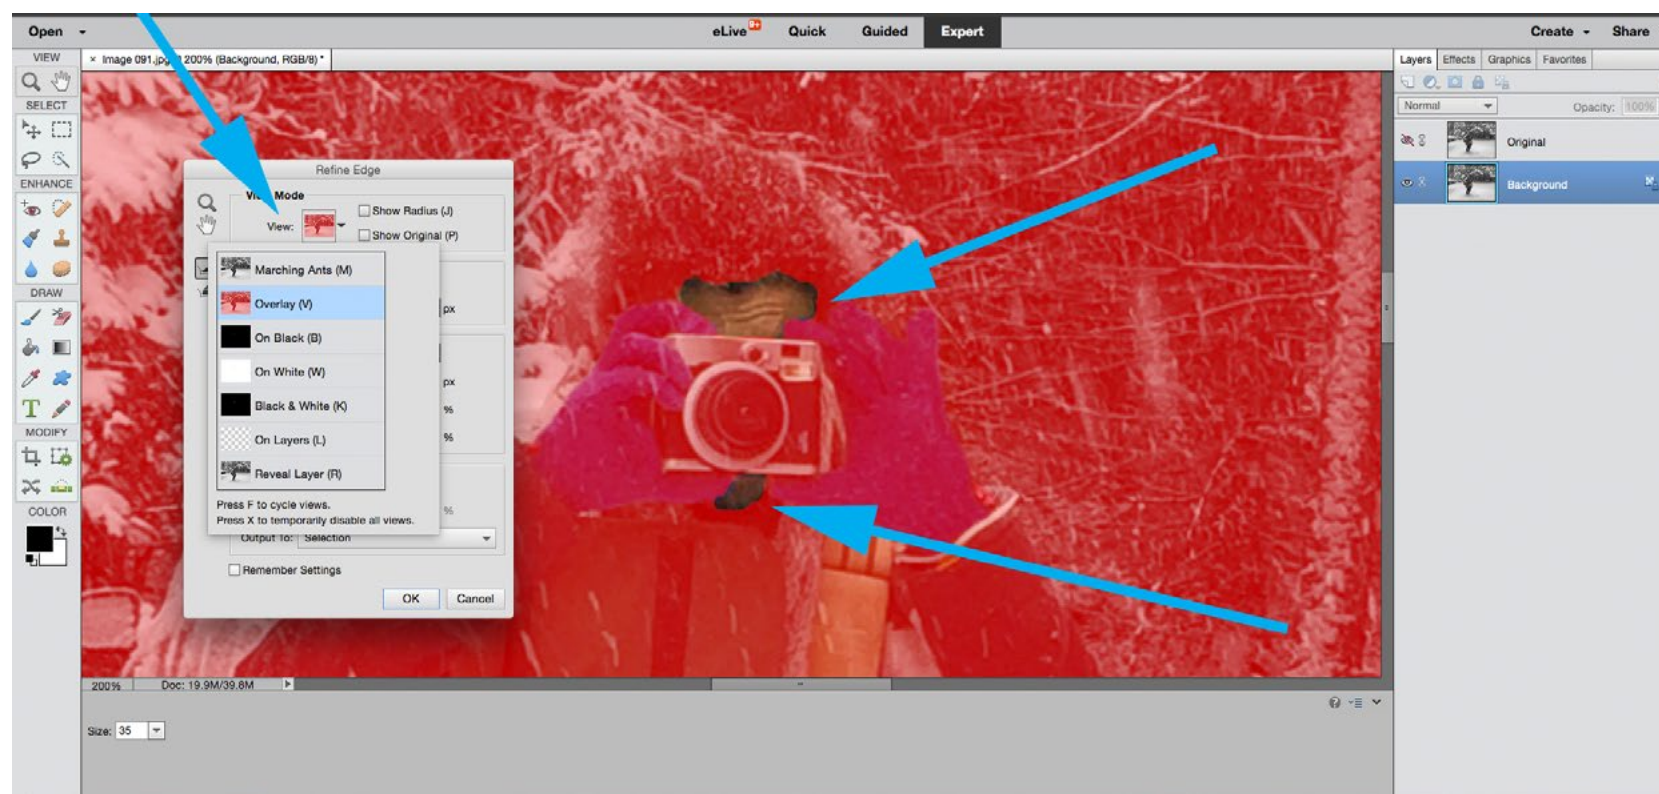 Open
eLive 9+ Quick Guided Expert
Create Share
VIEW
SELECT
ENHANCE
DRAW
T
MODIFY
COLOR
× Image 091.jpg 200% (Background, RGB/8) *
Refine Edge
View Mode
View:
Show Radius (J)
Show Original (P)
Marching Ants (M)
Overlay (V)
On Black (B)
On White (W)
Black & White (K)
On Layers (L)
Reveal Layer (R)
Press F to cycle views.
Press X to temporarily disable all views.
px
px
%
%
%
Output To: Selection
Remember Settings
OK Cancel
200% Doc: 19.9M/39.8M
Size: 35
Layers Effects Graphics Favorites
Normal Opacity: 100%
Original
Background